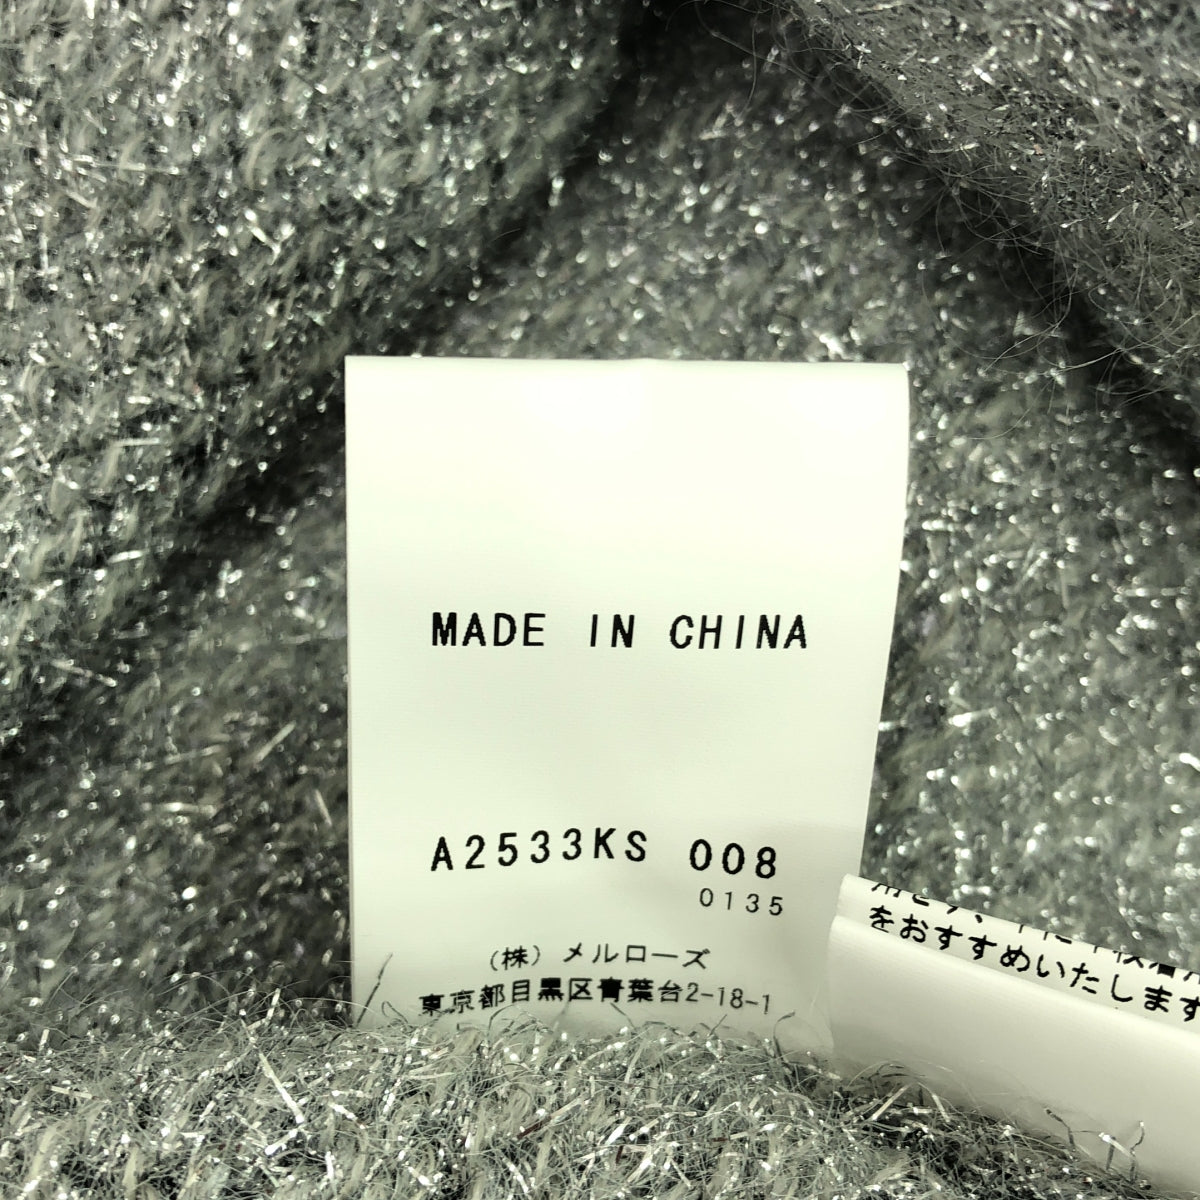 MADE IN CHINA
A2533KS 008
0135
(株) メルローズ
東京都目黒区青葉台2-18-1
をおすすめいたします